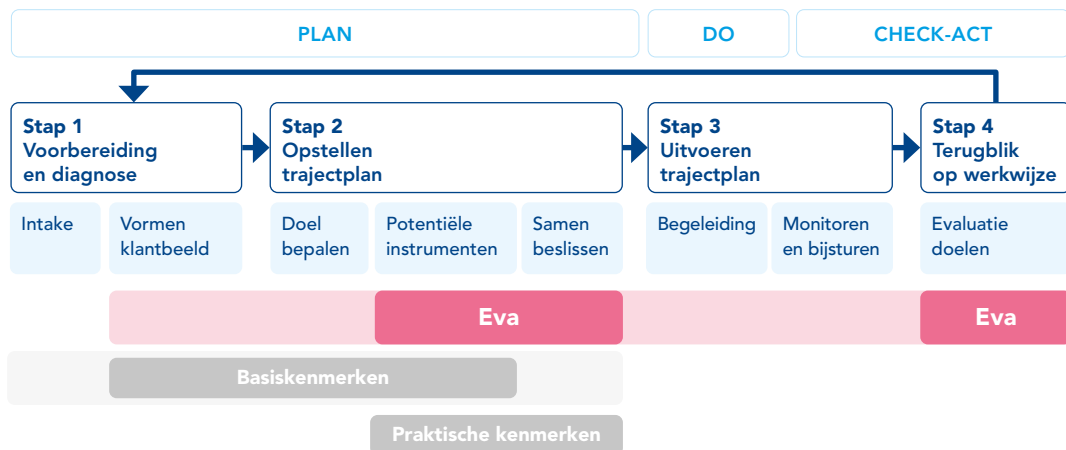 PLAN
DO
CHECK-ACT
Stap 1
Voorbereiding
en diagnose
Stap 2
Opstellen
trajectplan
Stap 3
Uitvoeren
trajectplan
Stap 4
Terugblik
op werkwijze
Intake
Vormen
klantbeeld
Doel
bepalen
Potentiële
instrumenten
Samen
beslissen
Begeleiding
Monitoren
en bijsturen
Evaluatie
doelen
Eva
Eva
Basiskenmerken
Praktische kenmerken